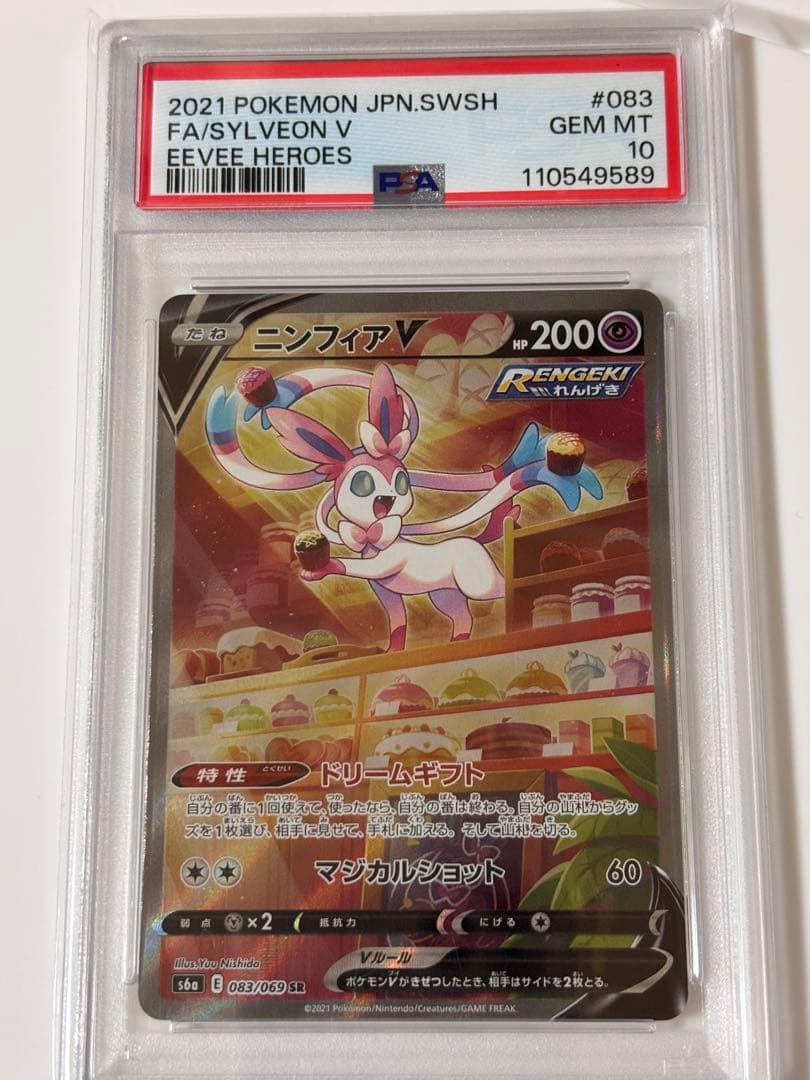 2021 POKEMON JPN.SWSH #083
FA/SYLVEON V GEM MT
EEVEE HEROES 10
PSA 110549589
たね ニンフィアV HP 200
RENGEKI
れんげき
特性 とくせい ドリームギフト
自分の番に1回使えて、使ったなら、自分の番は終わる。自分の山札からグッ
ズを1枚選び、相手に見せて、手札に加える。そして山札を切る。
マジカルショット 60
弱点 ×2 抵抗力 にげる
Illus. Yuu Nishida
Vルール
ポケモンVがきぜつしたとき、相手はサイドを2枚とる。
s6a E 083/069 SR
©2021 Pokémon/Nintendo/Creatures/GAME FREAK.